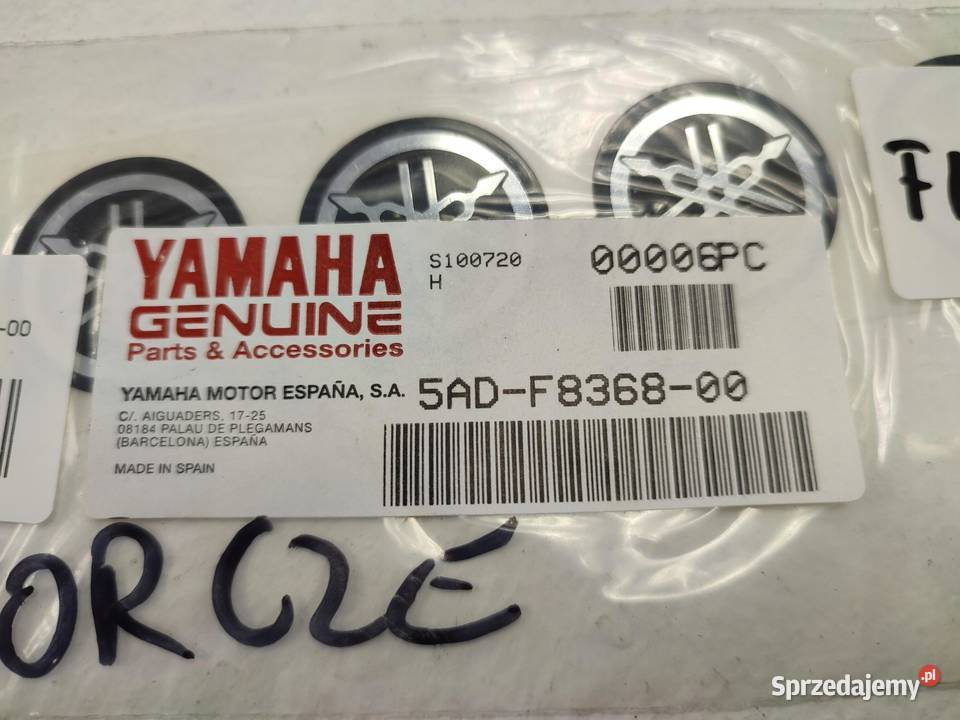 YAMAHA
GENUINE
Parts & Accessories
S100720
H
00006PC
YAMAHA MOTOR ESPAÑA, S.A.
5AD-F8368-00
C/. AIGUADERS, 17-25
08184 PALAU DE PLEGAMANS
(BARCELONA) ESPAÑA
MADE IN SPAIN
-00
ORCZE
Sprzedajemy.pl